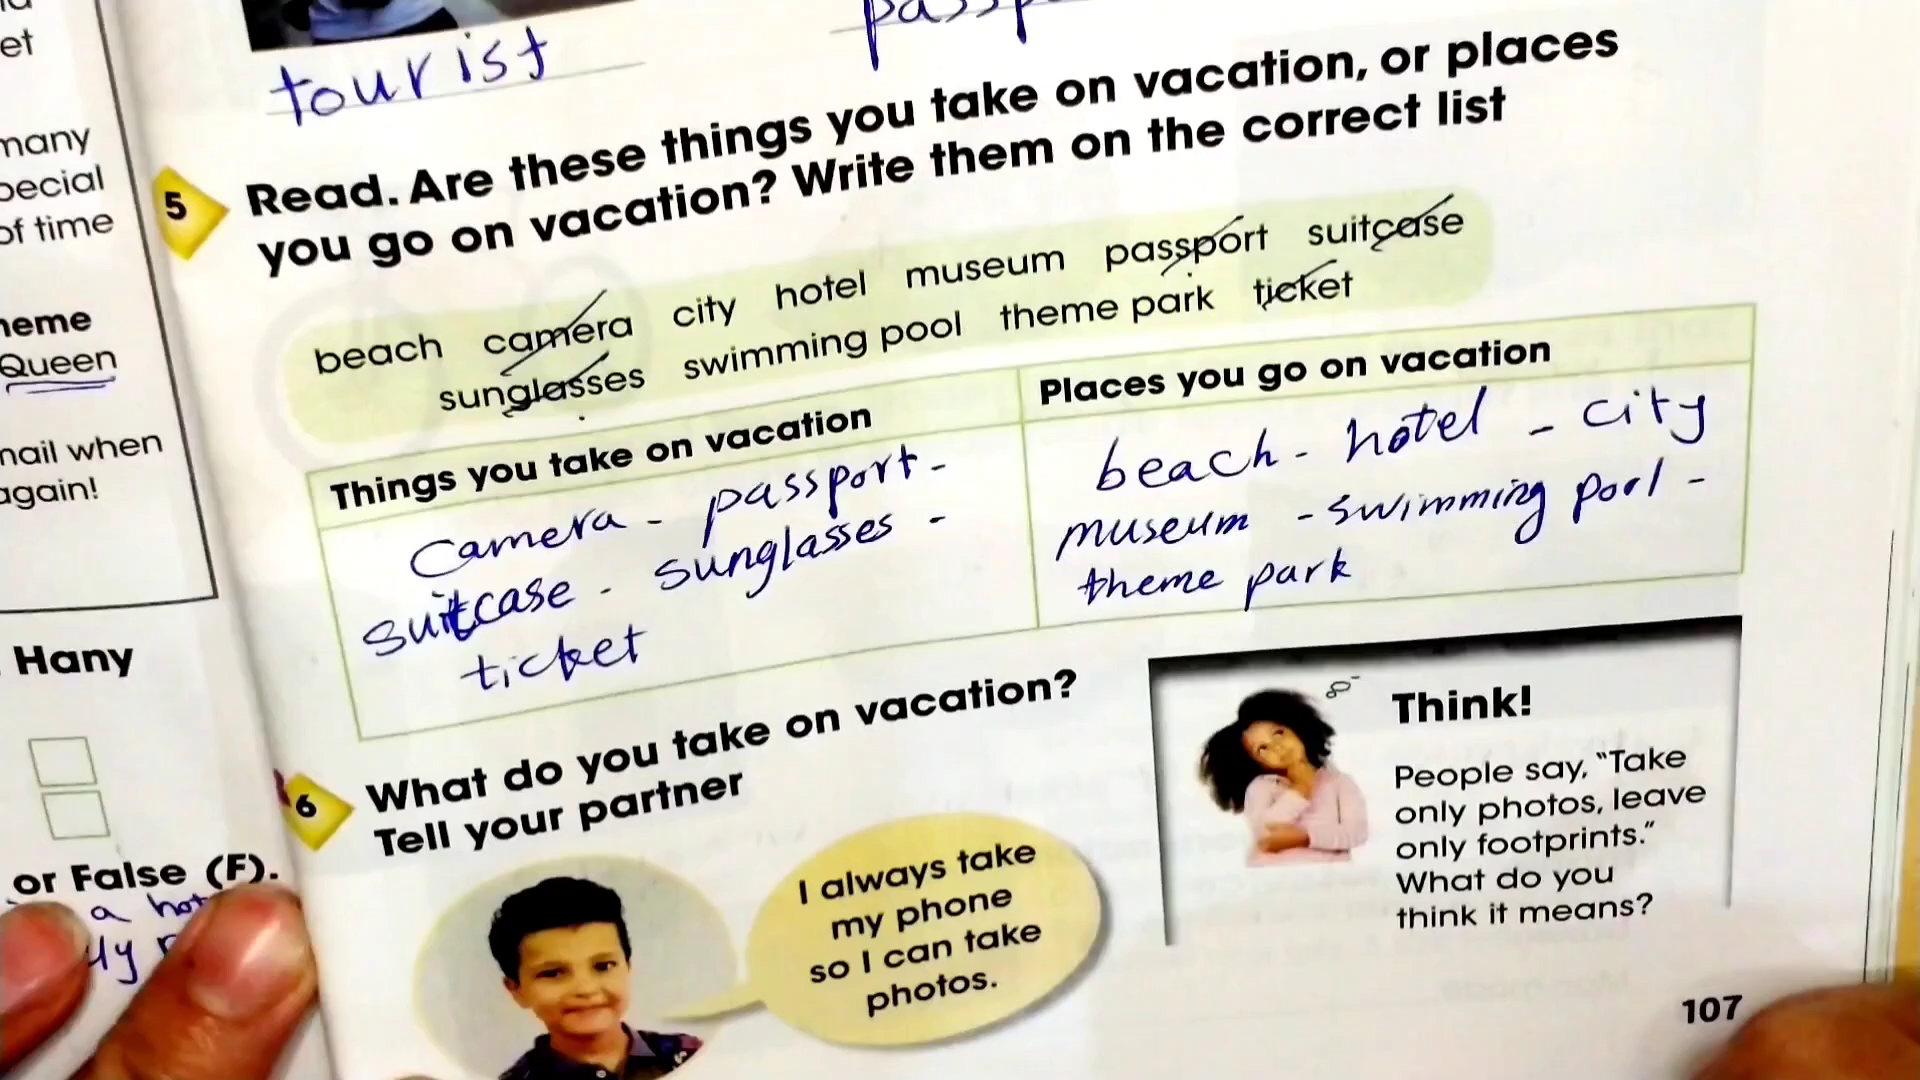 et
many
of time
Queen
again!
Hany
or False (F).
a
tourist
5
Read. Are these things you take on vacation, or places
you go on vacation? Write them on the correct list
beach camera city hotel museum passport suitcase
sunglasses swimming pool theme park ticket
Things you take on vacation
camera - passport -
suitcase - sunglasses -
ticket
Places you go on vacation
beach - hotel - city
museum - swimming pool -
theme park
6
What do you take on vacation?
Tell your partner
I always take
my phone
so I can take
photos.
Think!
People say, "Take
only photos, leave
only footprints."
What do you
think it means?
107